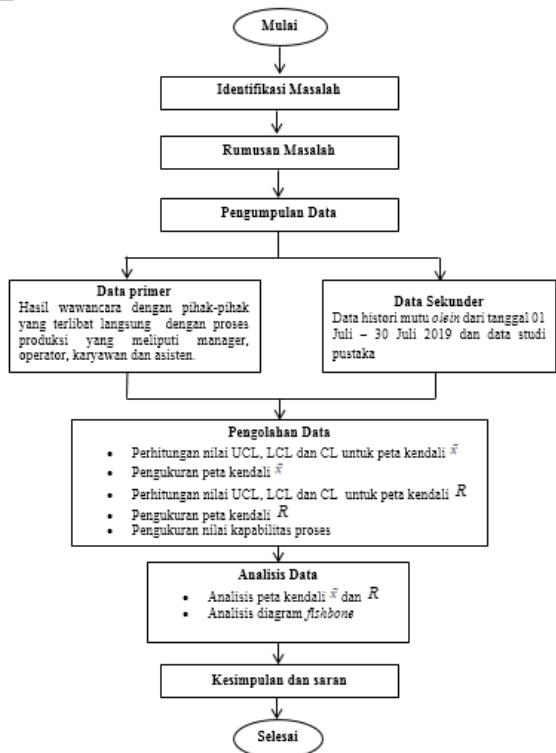 Mulai
Identifikasi Masalah
Rumusan Masalah
Pengumpulan Data
Data primer
Hasil wawancara dengan pihak-pihak
yang terlibat langsung dengan proses
produksi yang meliputi manager,
operator, karyawan dan asisten.
Data Sekunder
Data histori mutu olein dari tanggal 01
Juli – 30 Juli 2019 dan data studi
pustaka
Pengolahan Data
• Perhitungan nilai UCL, LCL dan CL untuk peta kendali x̄
• Pengukuran peta kendali x̄
• Perhitungan nilai UCL, LCL dan CL untuk peta kendali R
• Pengukuran peta kendali R
• Pengukuran nilai kapabilitas proses
Analisis Data
• Analisis peta kendali x̄ dan R
• Analisis diagram fishbone
Kesimpulan dan saran
Selesai